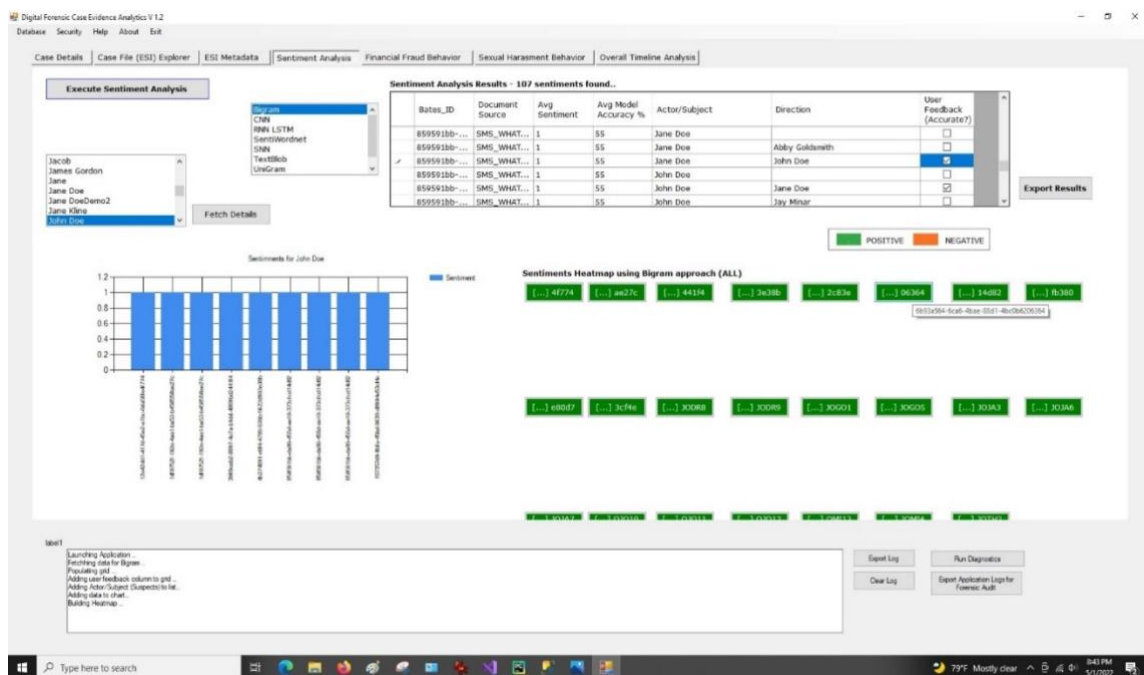 Digital Forensic Case Evidence Analytics V 1.2
Database Security Help About Exit
Case Details Case File (ESI) Explorer ESI Metadata Sentiment Analysis Financial Fraud Behavior Sexual Harasment Behavior Overall Timeline Analysis
Execute Sentiment Analysis
Bigram
CNN
RNN LSTM
SentiWordnet
SNN
TextBlob
UniGram
Jacob
James Gordon
Jane
Jane Doe
Jane DoeDemo2
Jane Kline
John Doe
Fetch Details
Sentiment Analysis Results - 107 sentiments found..
Bates_ID Document Source Avg Sentiment Avg Model Accuracy % Actor/Subject Direction User Feedback (Accurate?)
859591bb-... SMS_WHAT... 1 55 Jane Doe
859591bb-... SMS_WHAT... 1 55 Jane Doe Abby Goldsmith
859591bb-... SMS_WHAT... 1 55 Jane Doe John Doe
859591bb-... SMS_WHAT... 1 55 John Doe
859591bb-... SMS_WHAT... 1 55 John Doe Jane Doe
859591bb-... SMS_WHAT... 1 55 John Doe Jay Minar
Export Results
POSITIVE NEGATIVE
Sentiments for John Doe
Sentiment
1.2
1
0.8
0.6
0.4
0.2
0
Sentiments Heatmap using Bigram approach (ALL)
[...] 4f774 [...] ae27c [...] 441f4 [...] 3e38b [...] 2c83e [...] 06364 [...] 14d82 [...] fb380
[...] e80d7 [...] 3cf4e [...] JODR8 [...] JODR9 [...] JOGO1 [...] JOGO5 [...] JOJA3 [...] JOJA6
label1
Launching Application ...
Fetchhing data for Bigram ...
Populating grid ...
Adding user feedback column to grid ...
Adding Actor/Subject (Suspects) to list..
Adding data to chart...
Building Heatmap ...
Export Log
Run Diagnostics
Clear Log
Export Application Logs for
Forensic Audit
Type here to search
79°F Mostly clear
8:43 PM
5/1/2022